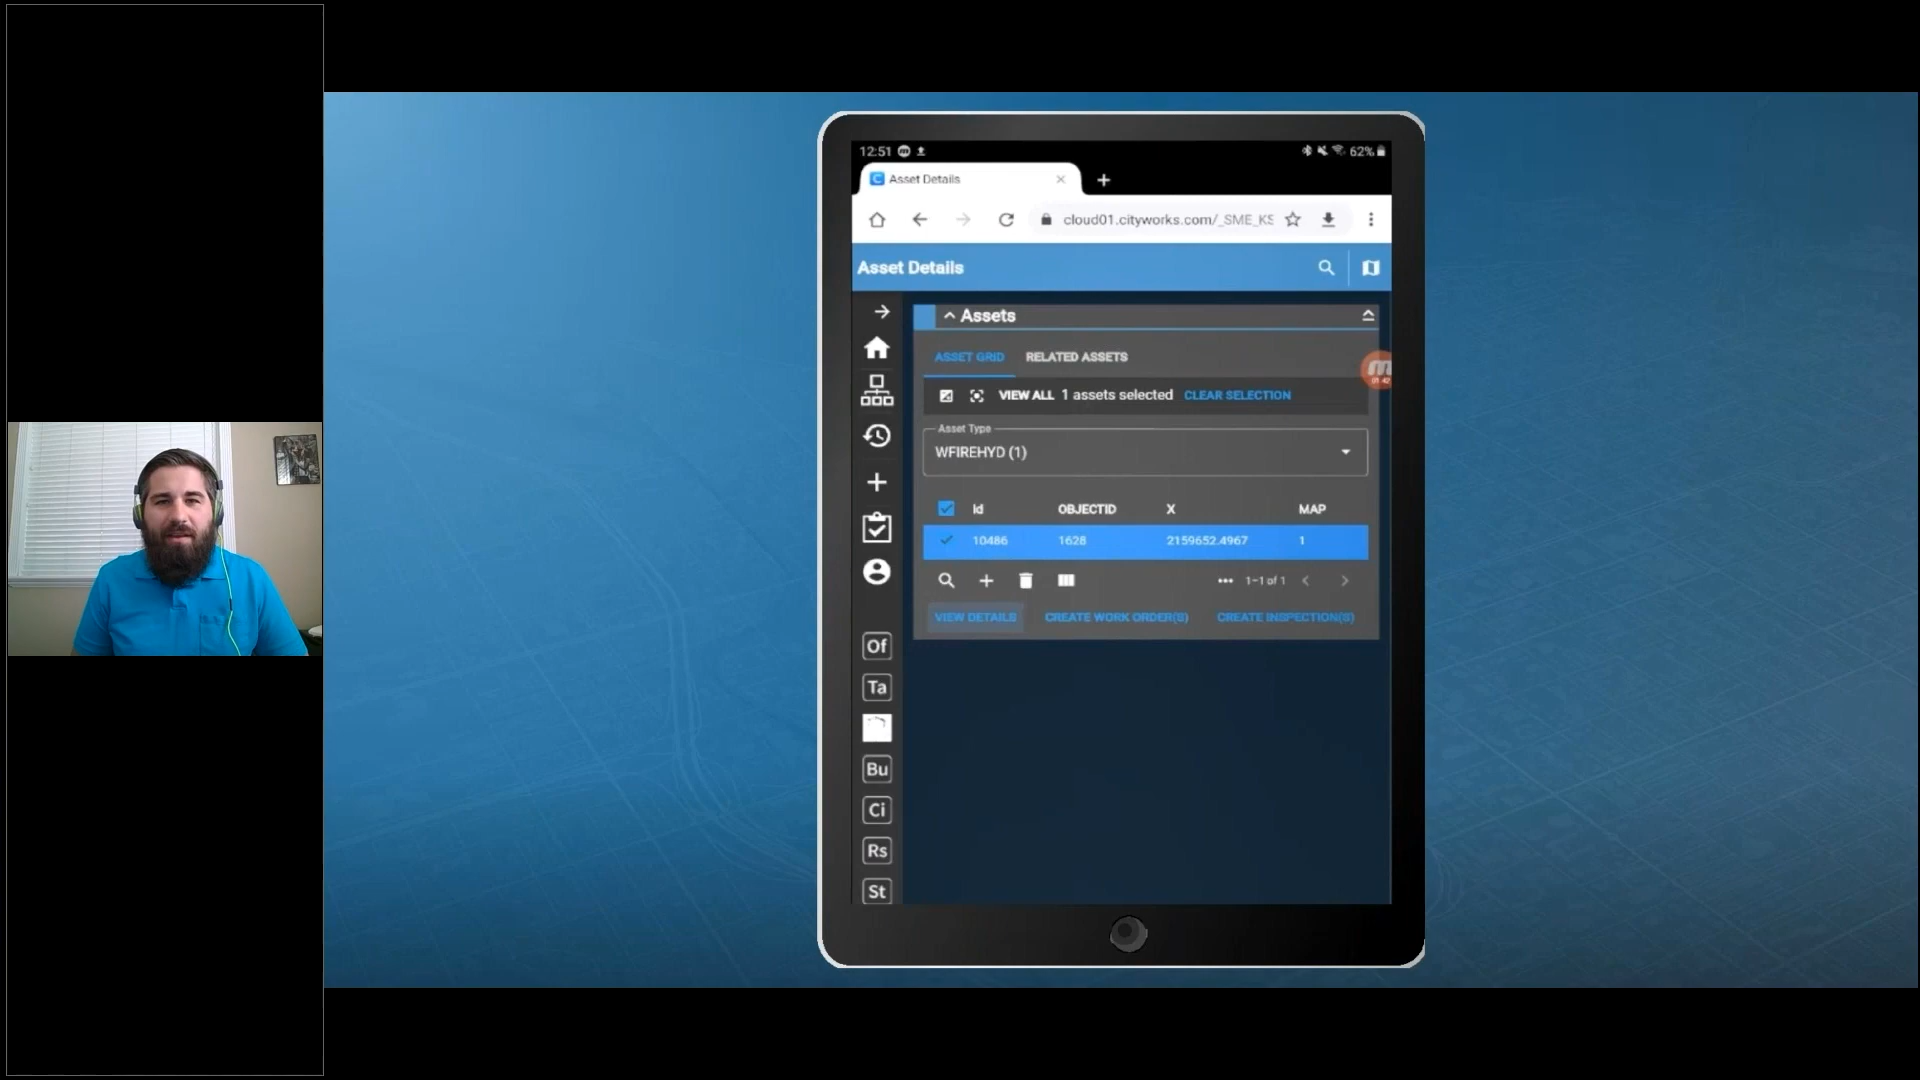 12:51 62%
Asset Details
cloud01.cityworks.com/_SME_KS
Asset Details
Assets
ASSET GRID RELATED ASSETS
VIEW ALL 1 assets selected CLEAR SELECTION
Asset Type
WFIREHYD (1)
Id OBJECTID X MAP
10486 1628 2159652.4967 1
1-1 of 1
VIEW DETAILS CREATE WORK ORDER(S) CREATE INSPECTION(S)
Of
Ta
Bu
Ci
Rs
St